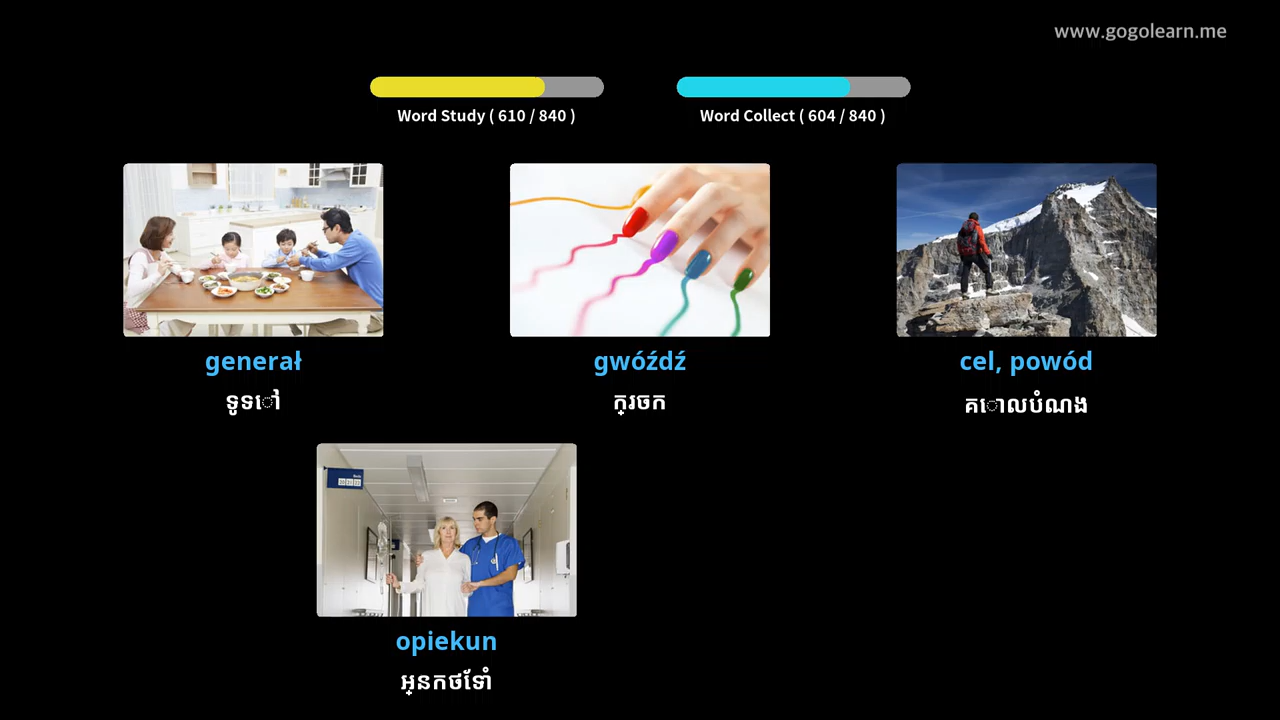 www.gogolearn.me
Word Study ( 610 / 840 )
Word Collect ( 604 / 840 )
generał
gwóźdź
cel, powód
ទូទៅ
ក្រចក
គោលបំណង
opiekun
អ្នកថែទាំ